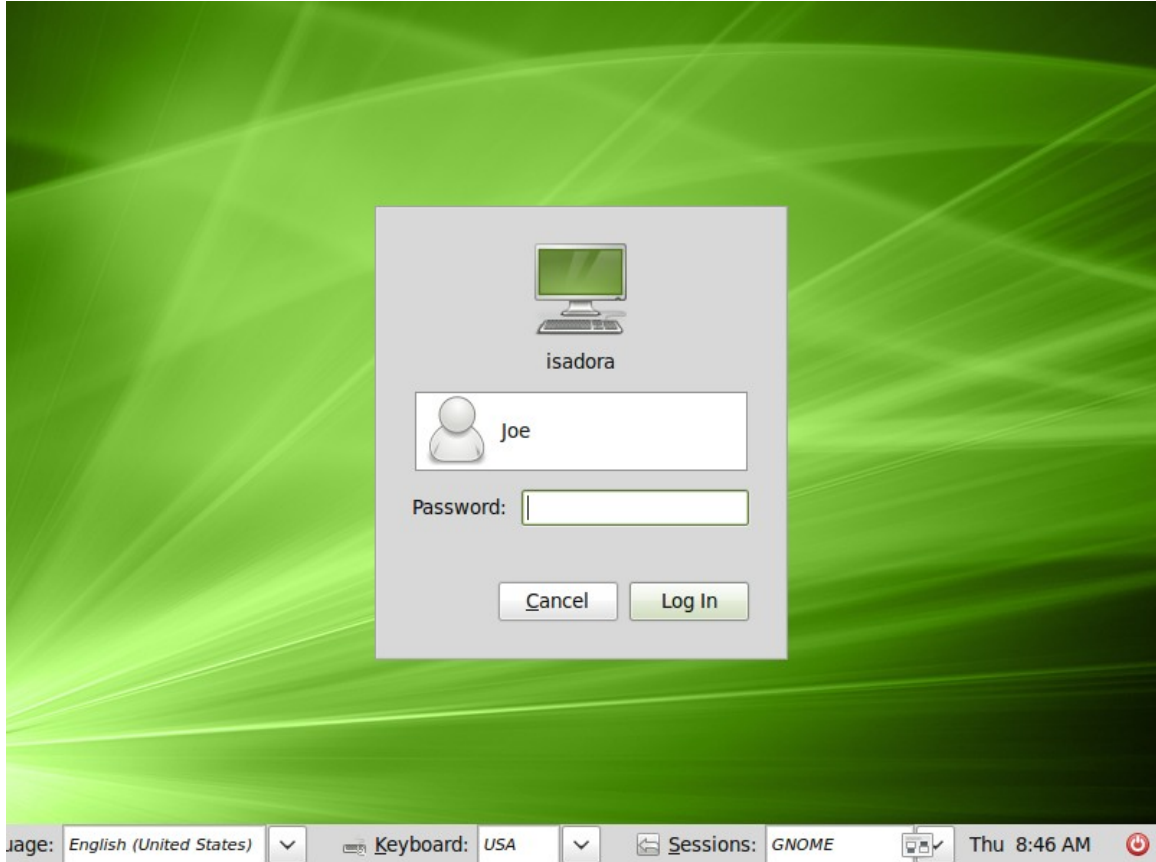 isadora
Joe
Password:
Cancel
Log In
uage: English (United States) Keyboard: USA Sessions: GNOME Thu 8:46 AM